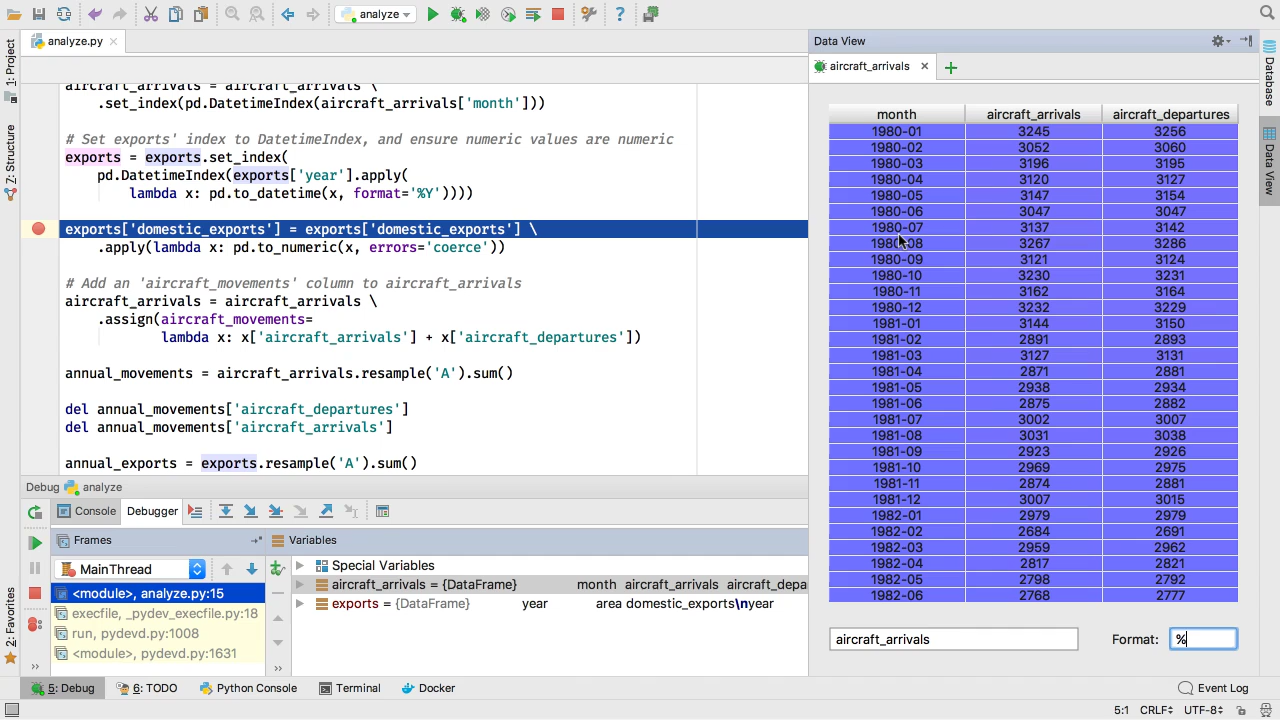 analyze
analyze.py
Data View
aircraft_arrivals
1: Project
Z: Structure
2: Favorites
Database
Data View
aircraft_arrivals = aircraft_arrivals \
.set_index(pd.DatetimeIndex(aircraft_arrivals['month']))
# Set exports' index to DatetimeIndex, and ensure numeric values are numeric
exports = exports.set_index(
pd.DatetimeIndex(exports['year'].apply(
lambda x: pd.to_datetime(x, format='%Y'))))
exports['domestic_exports'] = exports['domestic_exports'] \
.apply(lambda x: pd.to_numeric(x, errors='coerce'))
# Add an 'aircraft_movements' column to aircraft_arrivals
aircraft_arrivals = aircraft_arrivals \
.assign(aircraft_movements=
lambda x: x['aircraft_arrivals'] + x['aircraft_departures'])
annual_movements = aircraft_arrivals.resample('A').sum()
del annual_movements['aircraft_departures']
del annual_movements['aircraft_arrivals']
annual_exports = exports.resample('A').sum()
month aircraft_arrivals aircraft_departures
1980-01 3245 3256
1980-02 3052 3060
1980-03 3196 3195
1980-04 3120 3127
1980-05 3147 3154
1980-06 3047 3047
1980-07 3137 3142
1980-08 3267 3286
1980-09 3121 3124
1980-10 3230 3231
1980-11 3162 3164
1980-12 3232 3229
1981-01 3144 3150
1981-02 2891 2893
1981-03 3127 3131
1981-04 2871 2881
1981-05 2938 2934
1981-06 2875 2882
1981-07 3002 3007
1981-08 3031 3038
1981-09 2923 2926
1981-10 2969 2975
1981-11 2874 2881
1981-12 3007 3015
1982-01 2979 2979
1982-02 2684 2691
1982-03 2959 2962
1982-04 2817 2821
1982-05 2798 2792
1982-06 2768 2777
aircraft_arrivals Format: %
Debug analyze
Console Debugger
Frames
MainThread
<module>, analyze.py:15
execfile, _pydev_execfile.py:18
run, pydevd.py:1008
<module>, pydevd.py:1631
Variables
Special Variables
aircraft_arrivals = {DataFrame} month aircraft_arrivals aircraft_depa
exports = {DataFrame} year area domestic_exports\nyear
5: Debug 6: TODO Python Console Terminal Docker Event Log
5:1 CRLF UTF-8